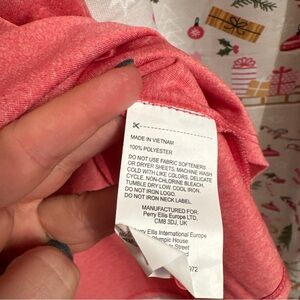 MADE IN VIETNAM
100% POLYESTER
DO NOT USE FABRIC SOFTENERS
OR DRYER SHEETS. MACHINE WASH
COLD WITH LIKE COLORS. DELICATE
CYCLE. NON-CHLORINE BLEACH.
TUMBLE DRY LOW. COOL IRON.
DO NOT IRON LOGO.
DO NOT IRON NECK LABEL.
MANUFACTURED FOR:
Perry Ellis Europe LTD,
CM8 3DJ, UK
Ellis International Europe
House
Street
072